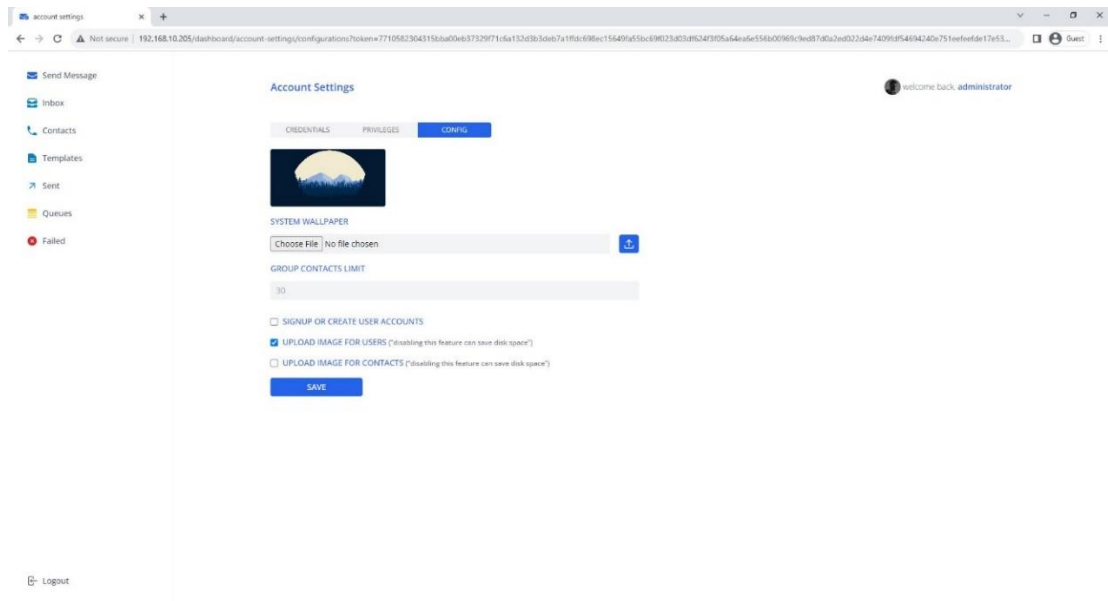 account settings
Not secure 192.168.10.205/dashboard/account-settings/configurations?token=
Guest
Send Message
Inbox
Contacts
Templates
Sent
Queues
Failed
Account Settings
welcome back, administrator
CREDENTIALS PRIVILEGES CONFIG
SYSTEM WALLPAPER
Choose File No file chosen
GROUP CONTACTS LIMIT
30
SIGNUP OR CREATE USER ACCOUNTS
UPLOAD IMAGE FOR USERS ("disabling this feature can save disk space")
UPLOAD IMAGE FOR CONTACTS ("disabling this feature can save disk space")
SAVE
Logout